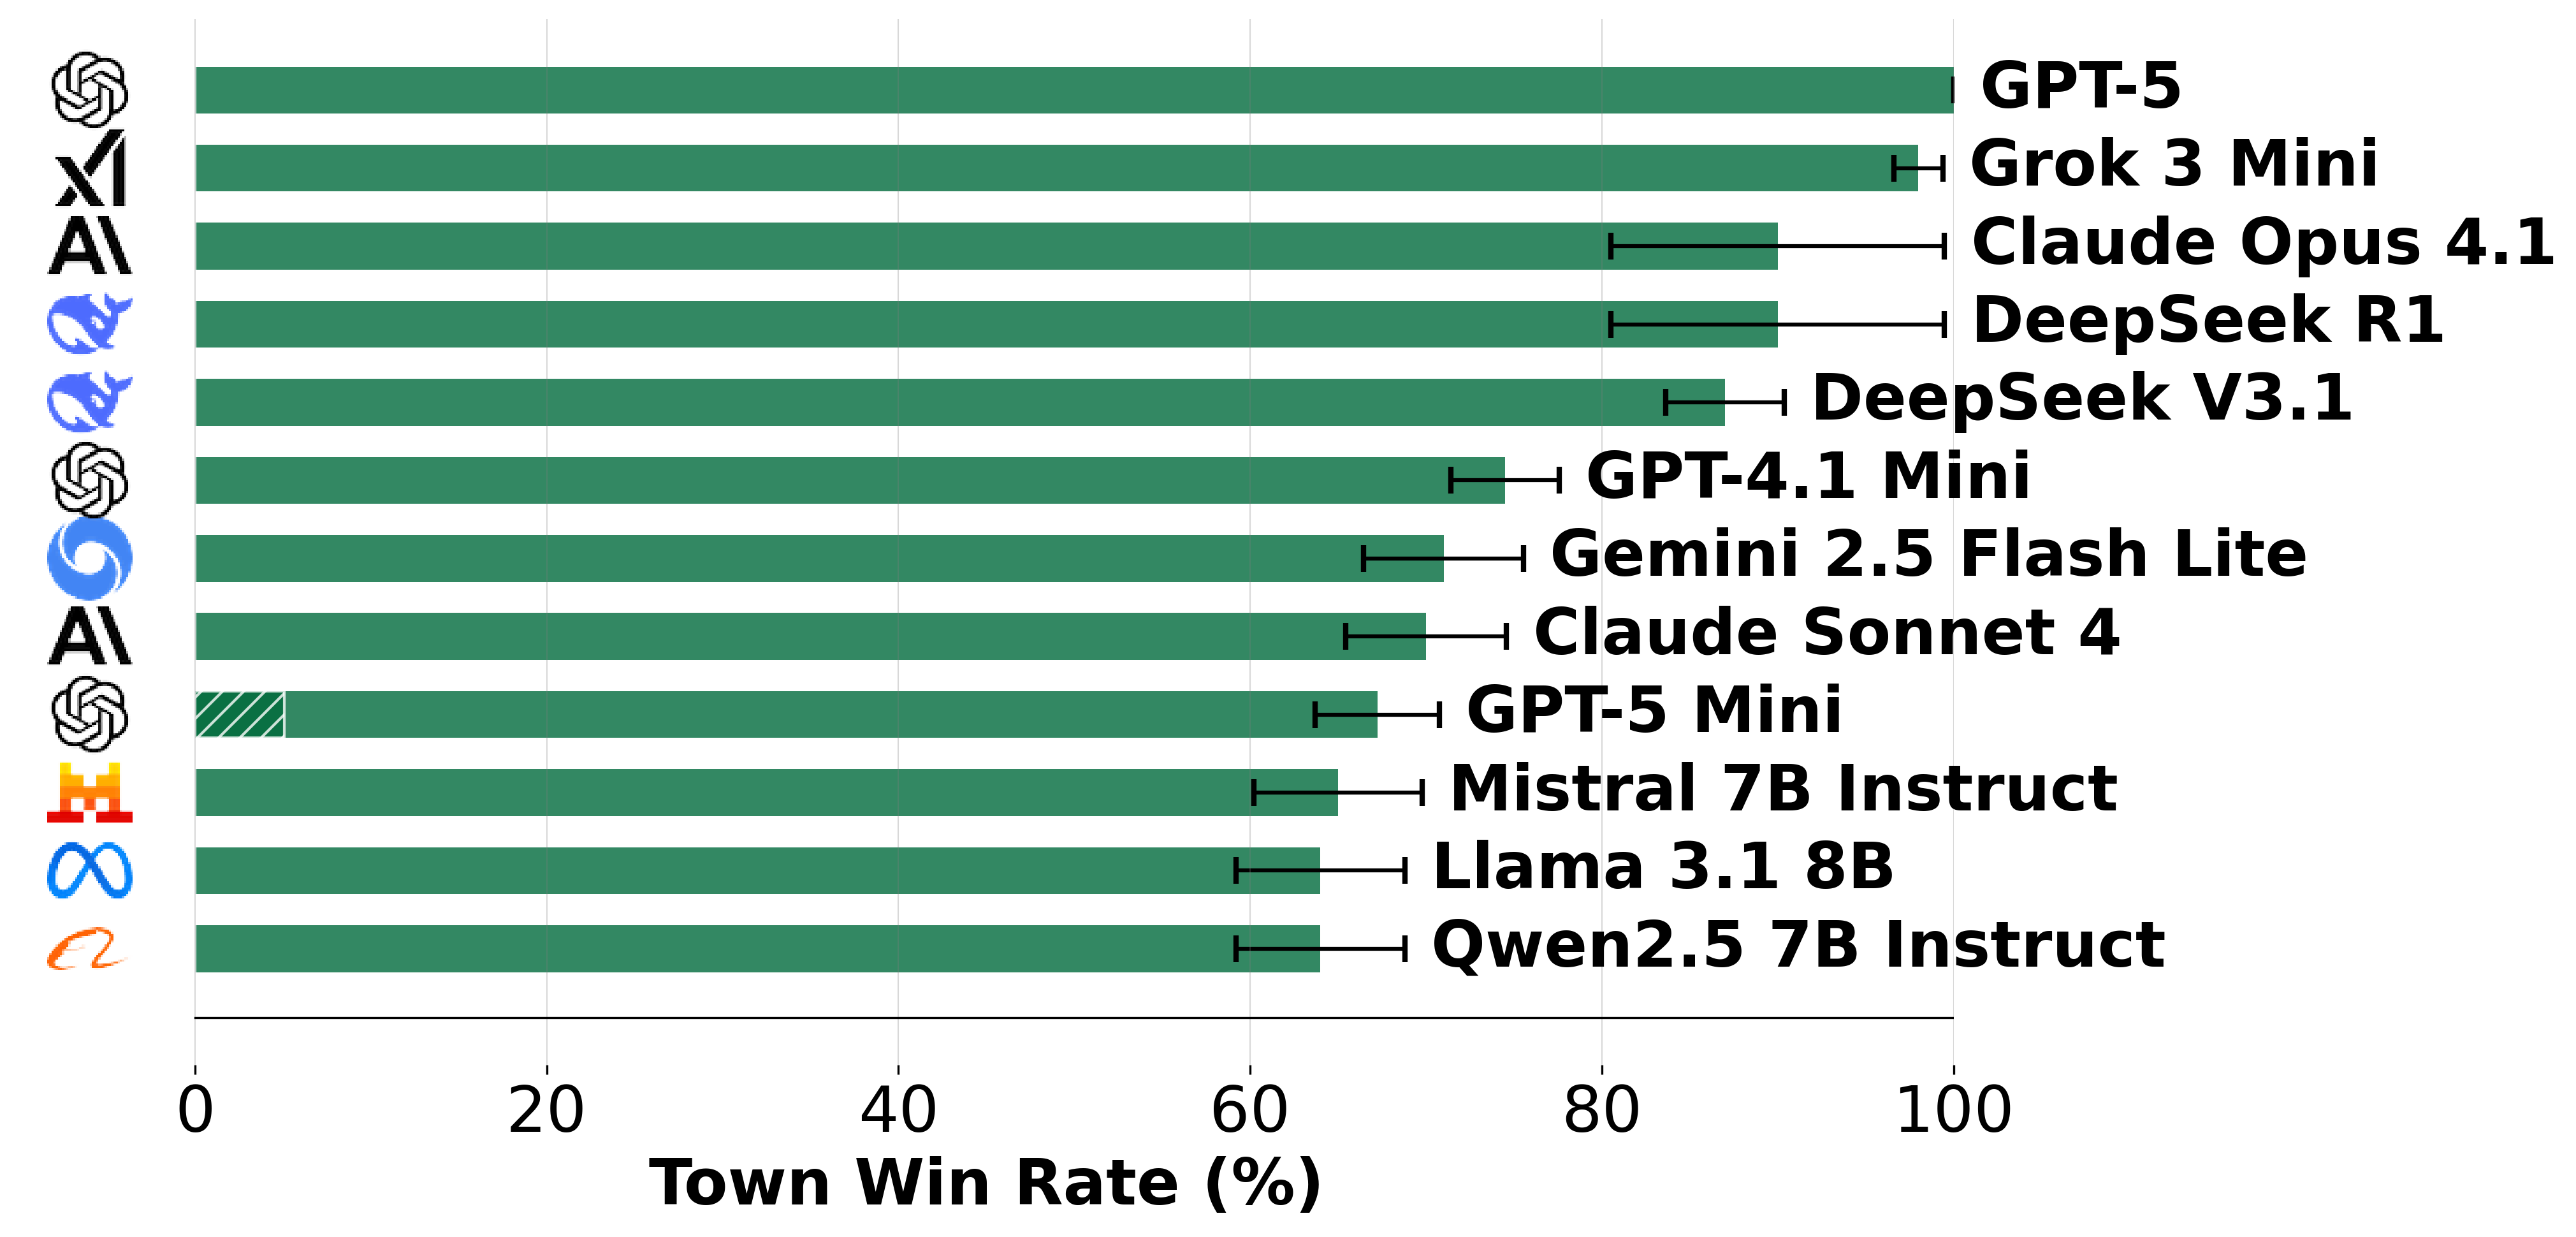 GPT-5
Grok 3 Mini
Claude Opus 4.1
DeepSeek R1
DeepSeek V3.1
GPT-4.1 Mini
Gemini 2.5 Flash Lite
Claude Sonnet 4
GPT-5 Mini
Mistral 7B Instruct
Llama 3.1 8B
Qwen2.5 7B Instruct
0 20 40 60 80 100
Town Win Rate (%)